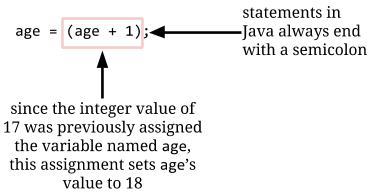 statements in
Java always end
with a semicolon
age = (age + 1);
since the integer value of
17 was previously assigned
the variable named age,
this assignment sets age's
value to 18